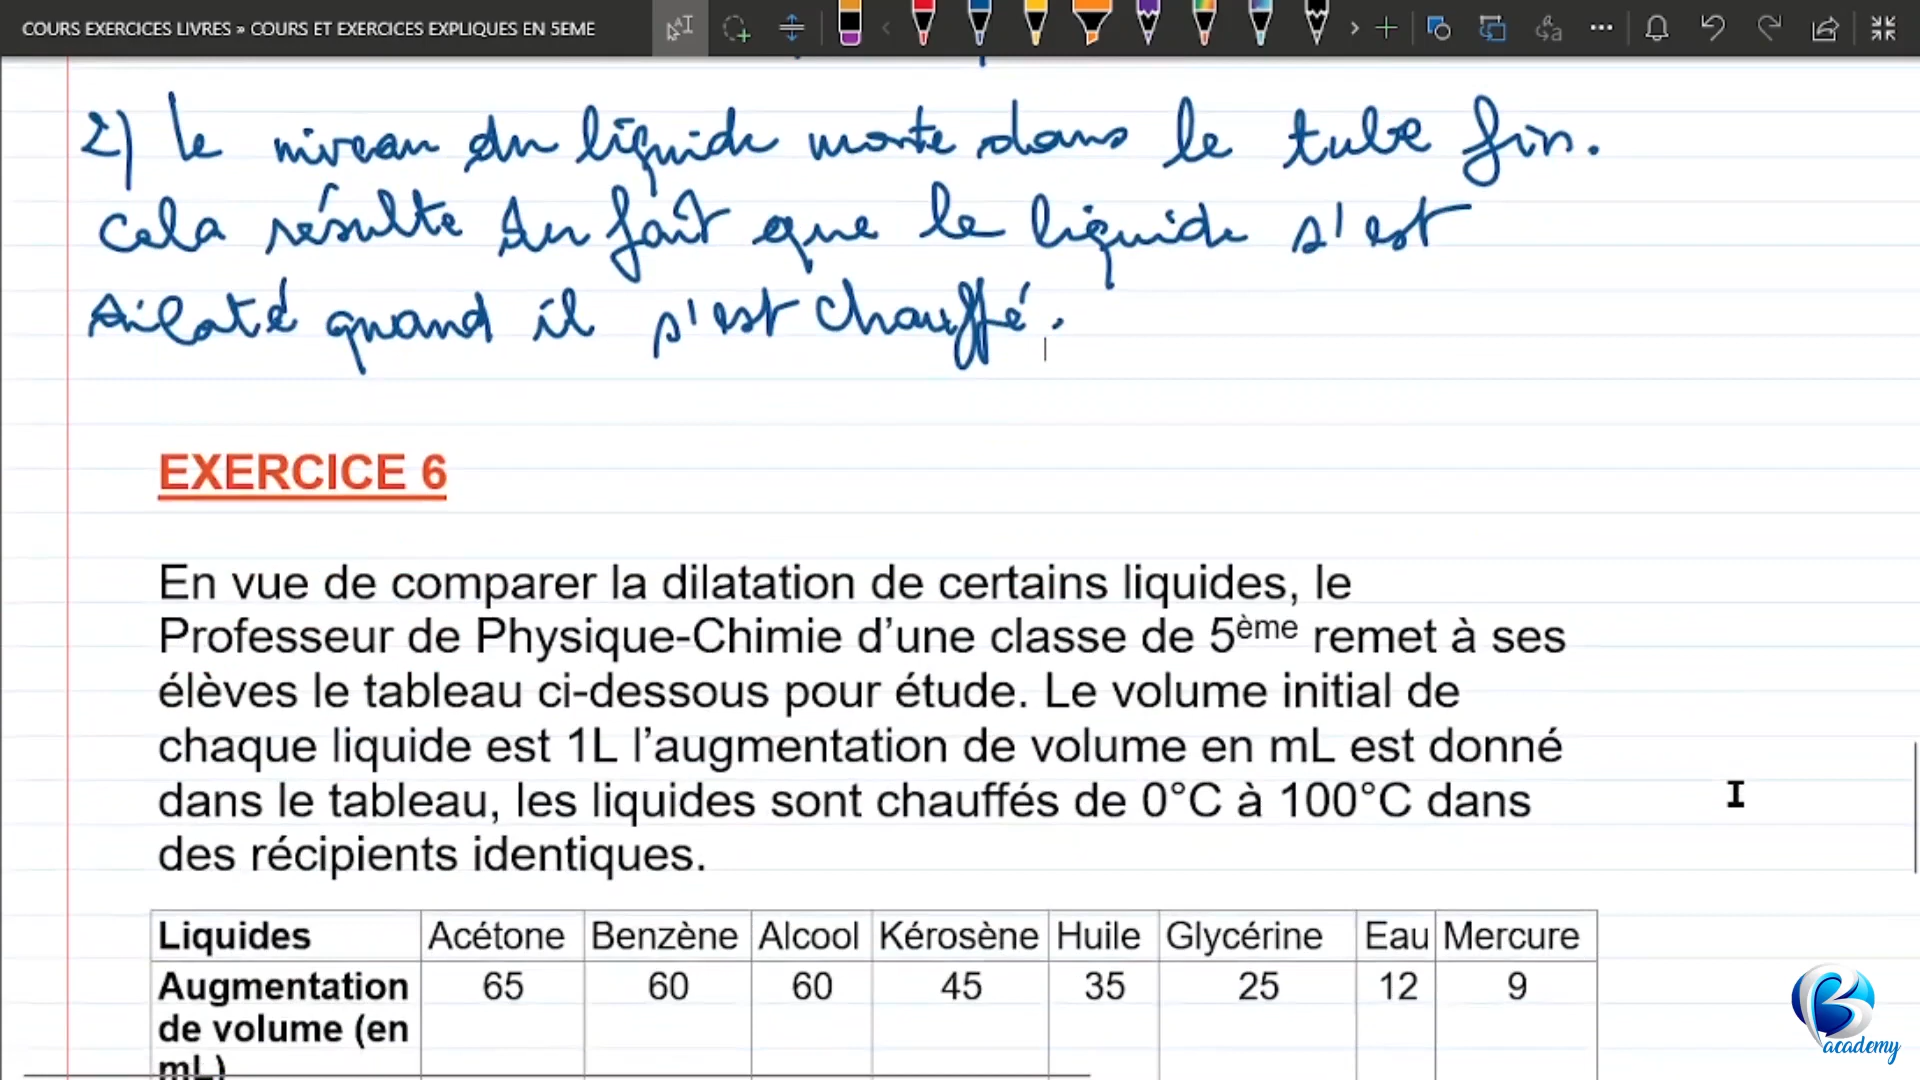 COURS EXERCICES LIVRES » COURS ET EXERCICES EXPLIQUES EN 5EME
2) Le niveau du liquide monte dans le tube fin.
Cela résulte du fait que le liquide s'est
dilaté quand il s'est chauffé.
EXERCICE 6
En vue de comparer la dilatation de certains liquides, le
Professeur de Physique-Chimie d'une classe de 5ème remet à ses
élèves le tableau ci-dessous pour étude. Le volume initial de
chaque liquide est 1L l'augmentation de volume en mL est donné
dans le tableau, les liquides sont chauffés de 0°C à 100°C dans
des récipients identiques.
Liquides Acétone Benzène Alcool Kérosène Huile Glycérine Eau Mercure
Augmentation 65 60 60 45 35 25 12 9
de volume (en
mL)
B academy